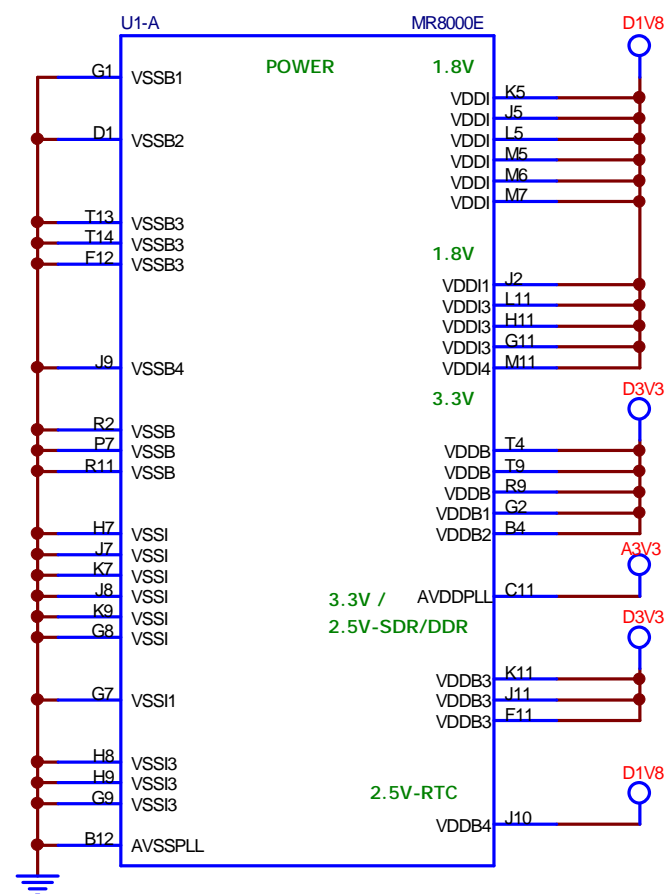 U1-A MR8000E D1V8
POWER 1.8V
G1 VSSB1
VDDI K5
VDDI J5
D1 VSSB2
VDDI L5
VDDI M5
VDDI M6
VDDI M7
T13 VSSB3
T14 VSSB3
F12 VSSB3
1.8V
VDDI1 J2
VDDI3 L11
VDDI3 H11
VDDI3 G11
J9 VSSB4
VDDI4 M11
3.3V D3V3
R2 VSSB
P7 VSSB
R11 VSSB
VDDB T4
VDDB T9
VDDB R9
VDDB1 G2
VDDB2 B4
H7 VSSI
J7 VSSI
K7 VSSI
J8 VSSI
K9 VSSI
G8 VSSI
A3V3
AVDDPLL C11
3.3V /
2.5V-SDR/DDR
D3V3
G7 VSSI1
VDDB3 K11
VDDB3 J11
VDDB3 F11
H8 VSSI3
H9 VSSI3
G9 VSSI3
2.5V-RTC D1V8
VDDB4 J10
B12 AVSSPLL